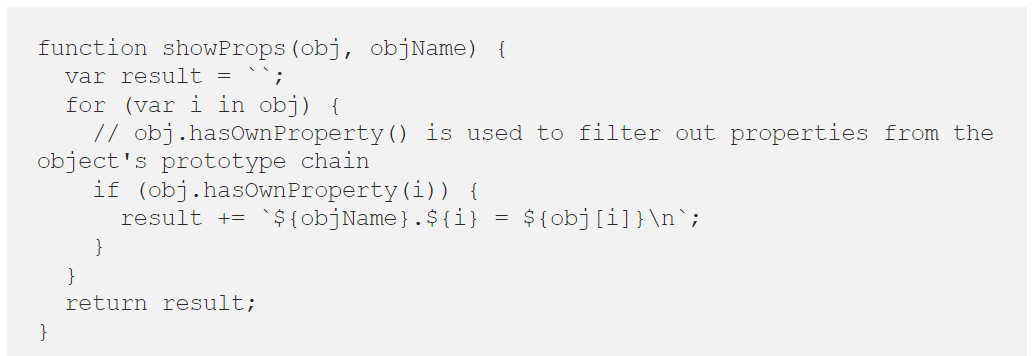 function showProps(obj, objName) {
  var result = ``;
  for (var i in obj) {
    // obj.hasOwnProperty() is used to filter out properties from the
object's prototype chain
    if (obj.hasOwnProperty(i)) {
      result += `${objName}.${i} = ${obj[i]}\n`;
    }
  }
  return result;
}